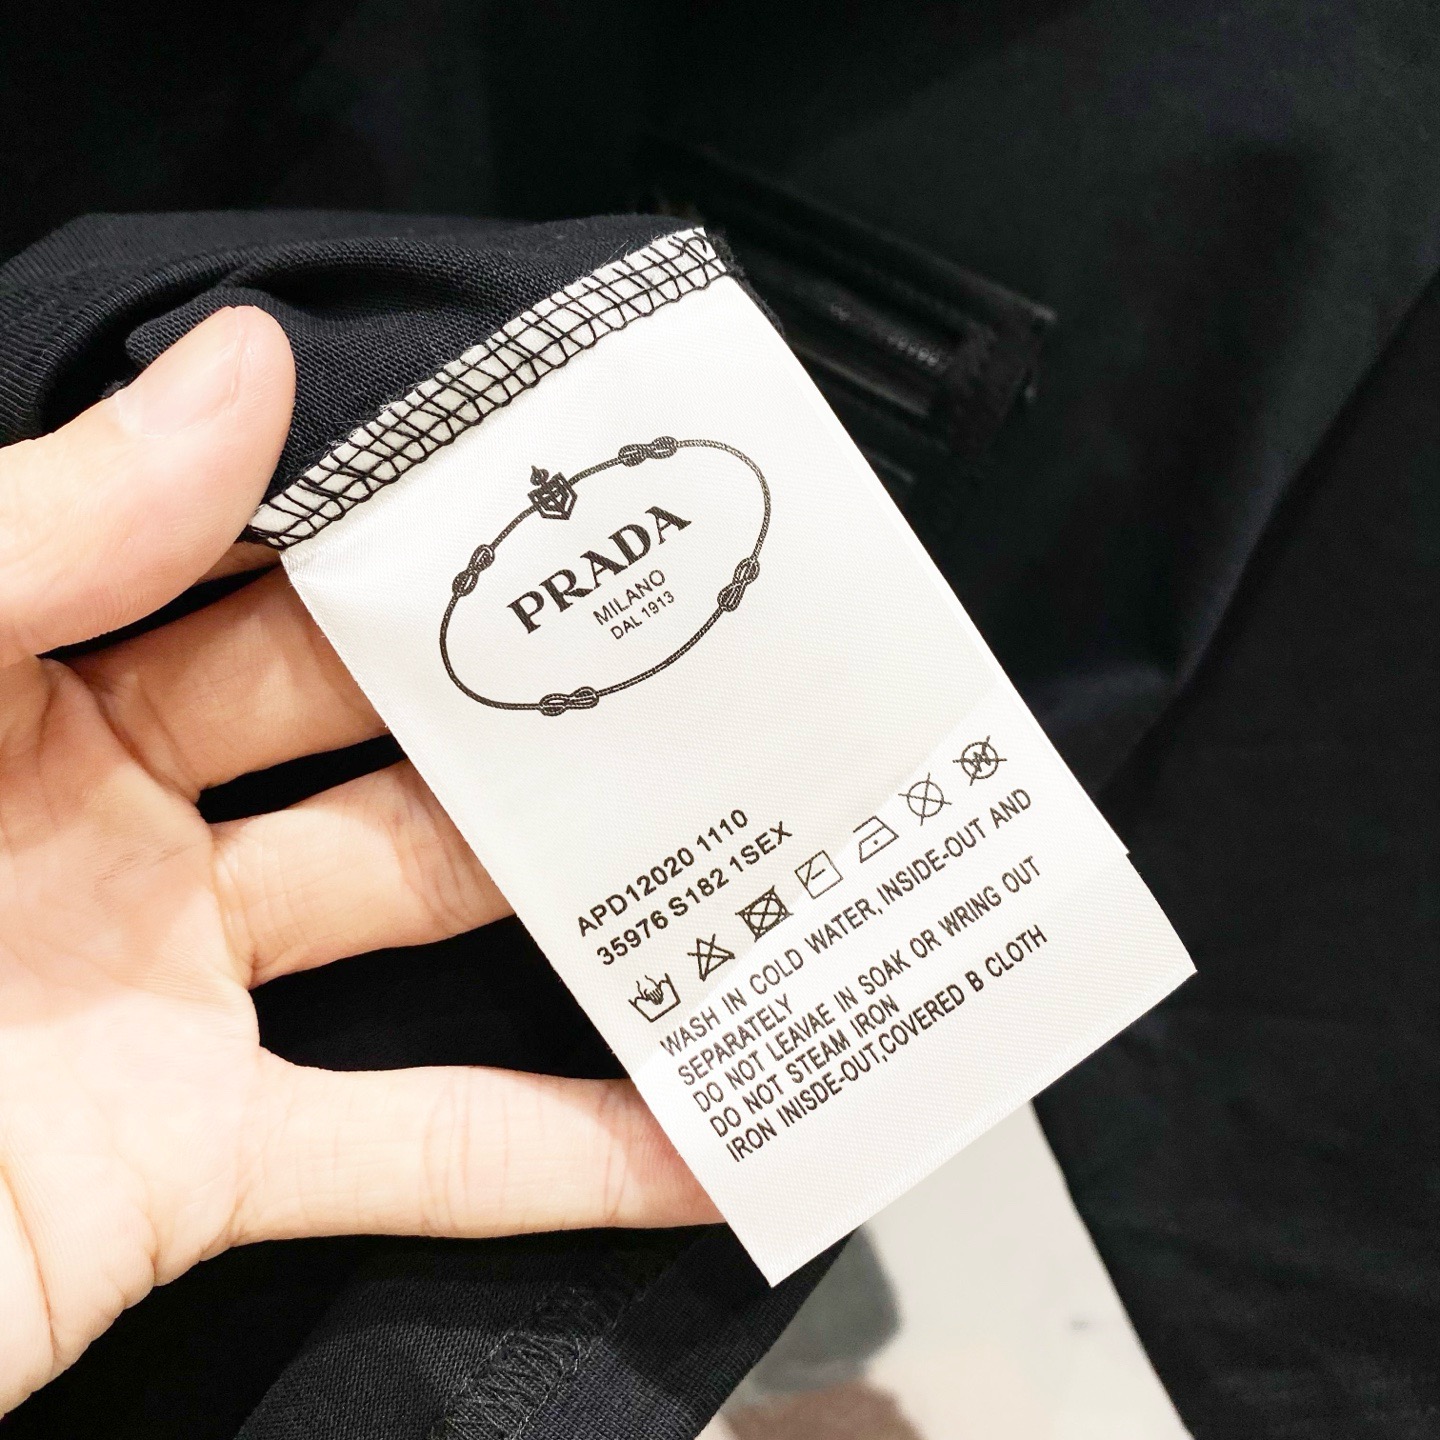 PRADA
MILANO
DAL 1913
APD12020 1110
35976 S182 1SEX
WASH IN COLD WATER, INSIDE-OUT AND
SEPARATELY
DO NOT LEAVAE IN SOAK OR WRING OUT
DO NOT STEAM IRON
IRON INISDE-OUT,COVERED B CLOTH